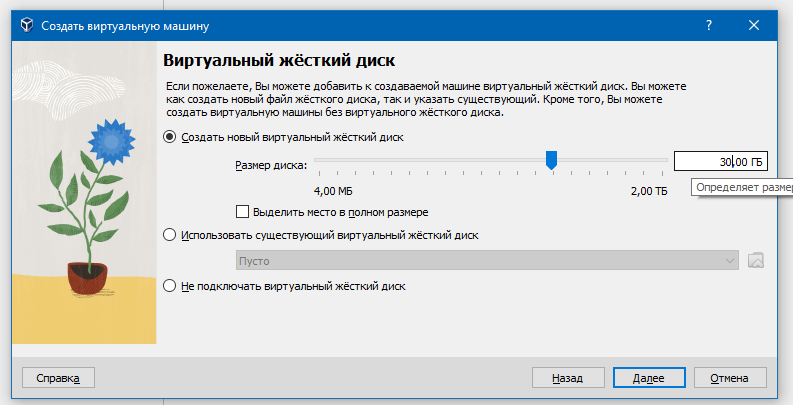 Создать виртуальную машину
Виртуальный жёсткий диск
Если пожелаете, Вы можете добавить к создаваемой машине виртуальный жёсткий диск. Вы можете
как создать новый файл жёсткого диска, так и указать существующий. Кроме того, Вы можете
создать виртуальную машины без виртуального жёсткого диска.
Создать новый виртуальный жёсткий диск
Размер диска:
30,00 ГБ
4,00 МБ
2,00 ТБ
Определяет размер
Выделить место в полном размере
Использовать существующий виртуальный жёсткий диск
Пусто
Не подключать виртуальный жёсткий диск
Справка
Назад
Далее
Отмена